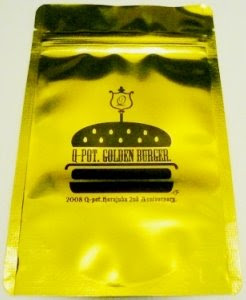 Q
Q-POT. GOLDEN BURGER.
2008 Q-pot.Harajuku 2nd Anniversary.